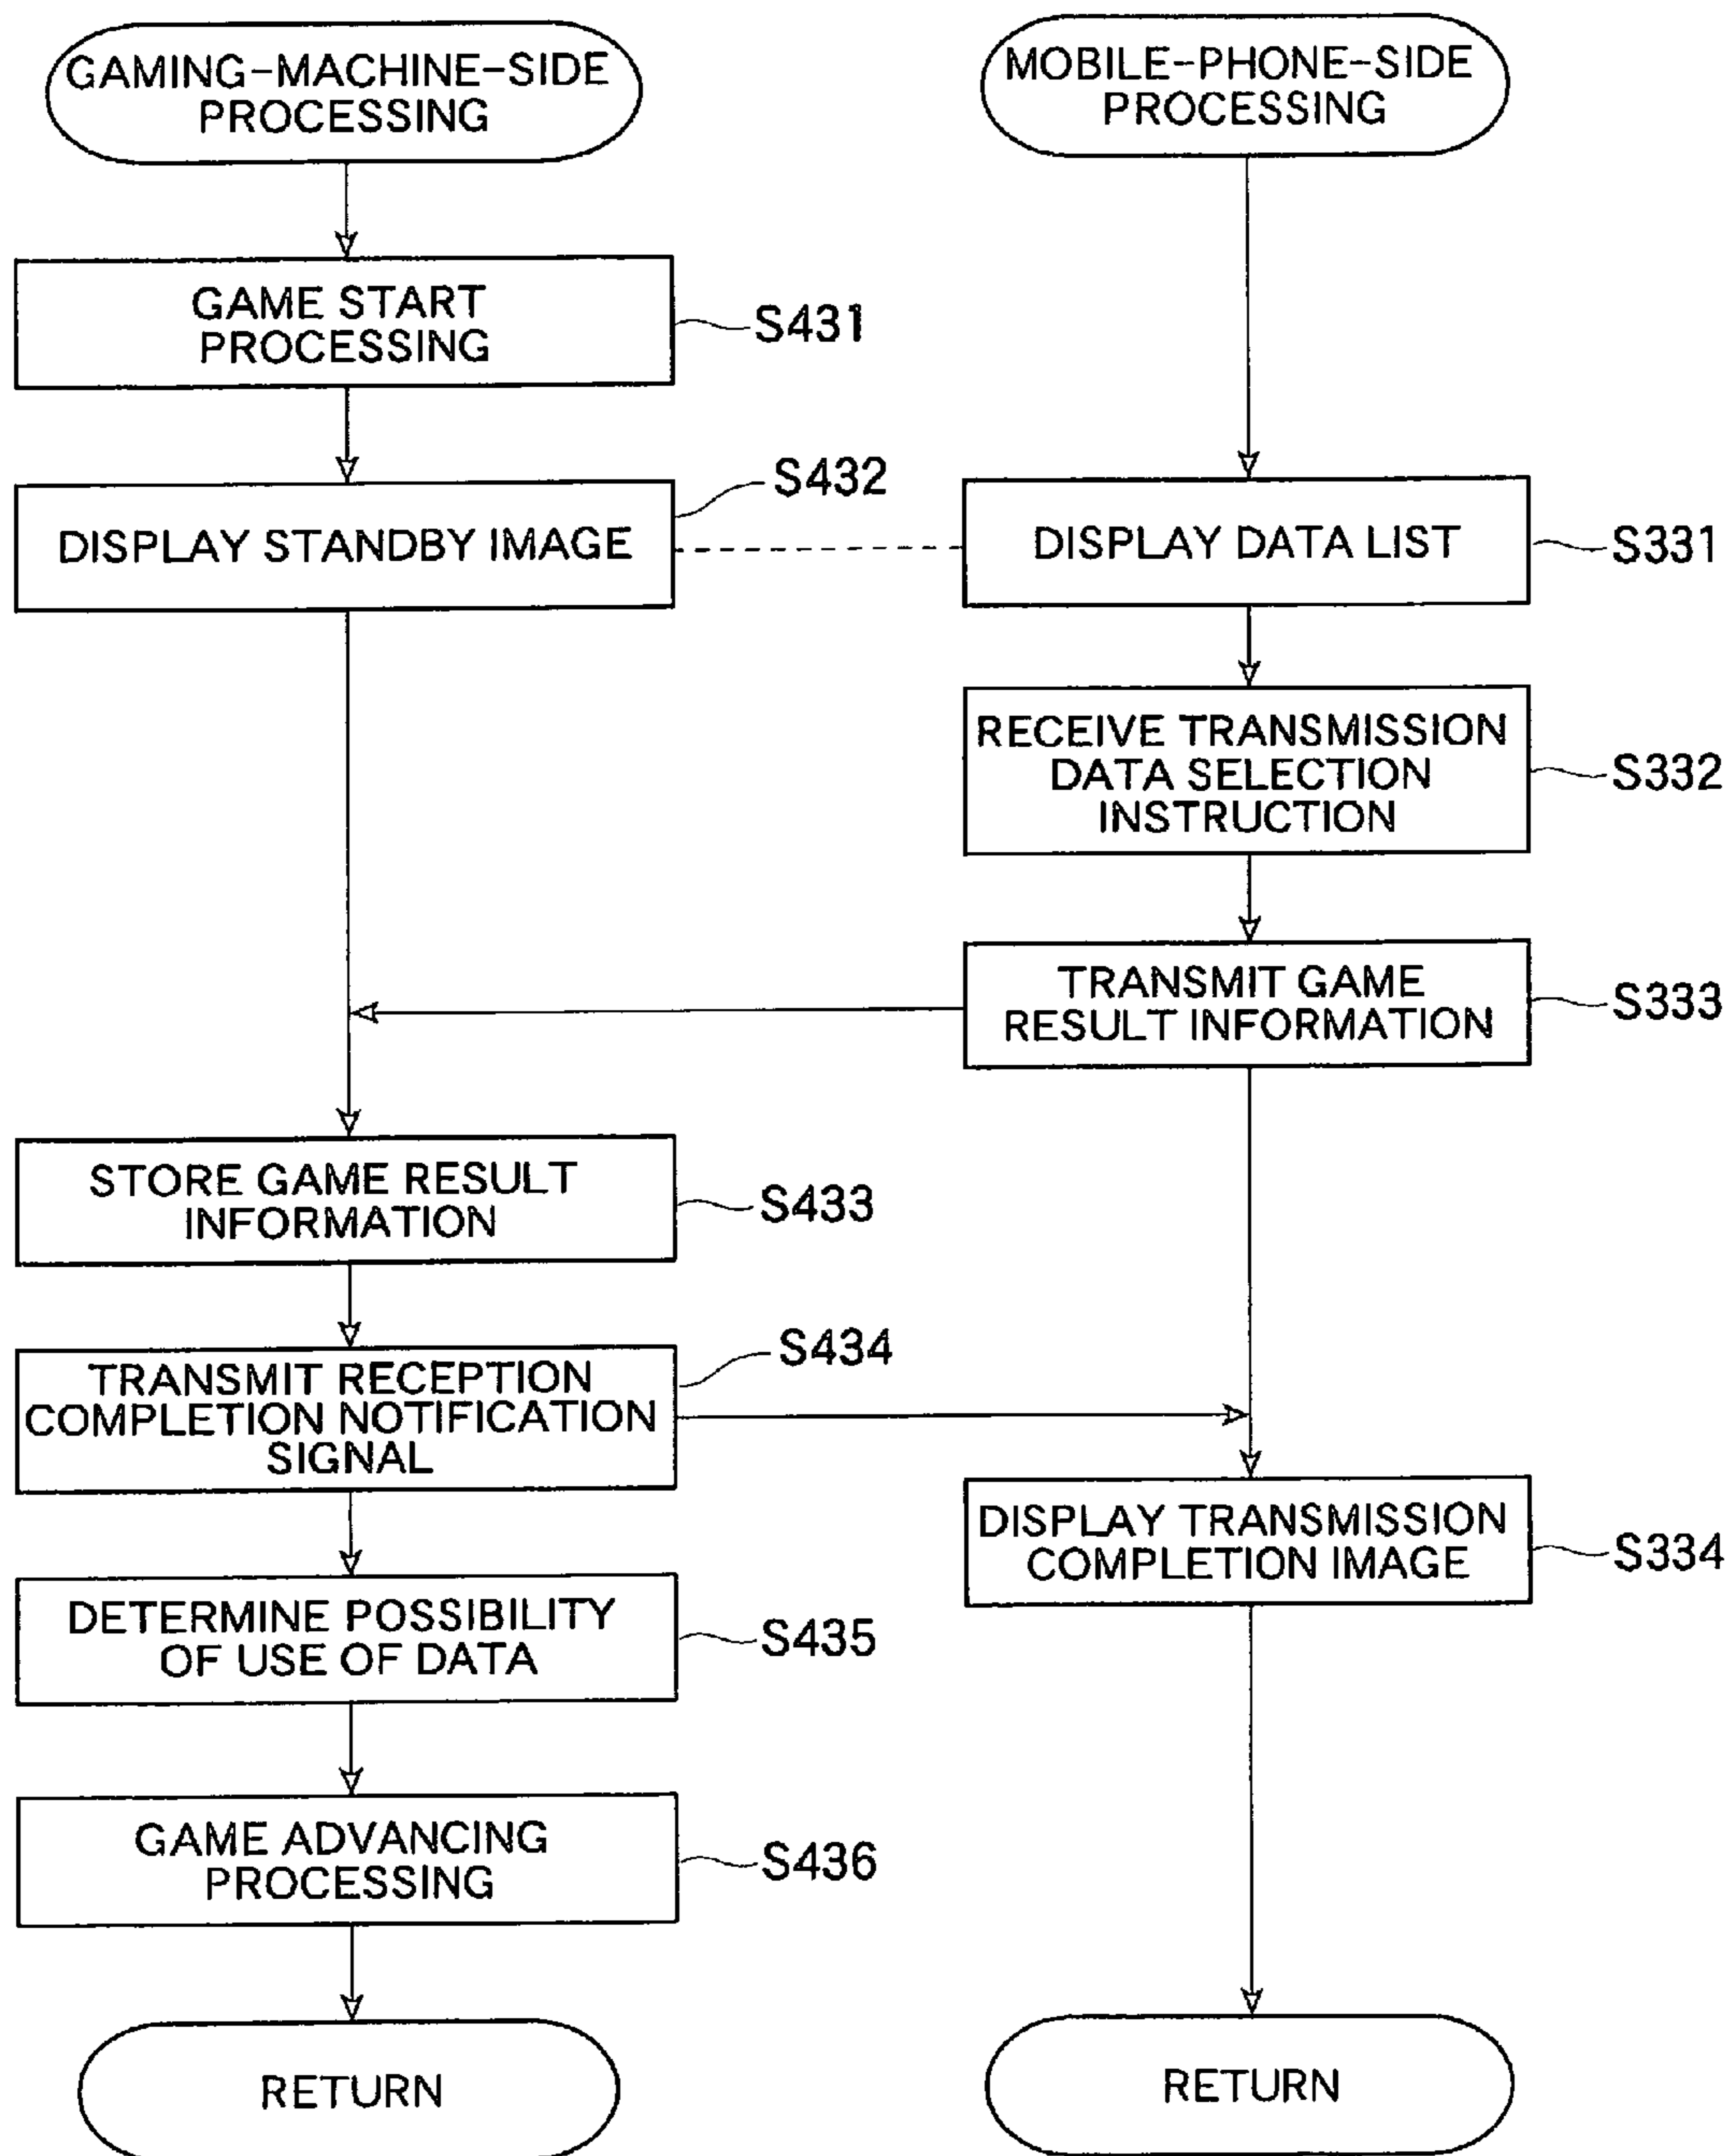 GAMING-MACHINE-SIDE
PROCESSING
MOBILE-PHONE-SIDE
PROCESSING
GAME START
PROCESSING
S431
DISPLAY STANDBY IMAGE
S432
DISPLAY DATA LIST
S331
RECEIVE TRANSMISSION
DATA SELECTION
INSTRUCTION
S332
TRANSMIT GAME
RESULT INFORMATION
S333
STORE GAME RESULT
INFORMATION
S433
TRANSMIT RECEPTION
COMPLETION NOTIFICATION
SIGNAL
S434
DISPLAY TRANSMISSION
COMPLETION IMAGE
S334
DETERMINE POSSIBILITY
OF USE OF DATA
S435
GAME ADVANCING
PROCESSING
S436
RETURN
RETURN